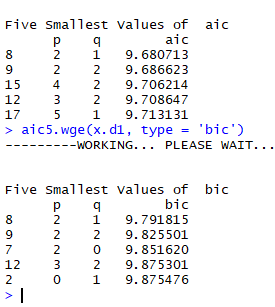 Five Smallest Values of  aic
      p    q        aic
8     2    1   9.680713
9     2    2   9.686623
15    4    2   9.706214
12    3    2   9.708647
17    5    1   9.713131
> aic5.wge(x.d1, type = 'bic')
---------WORKING... PLEASE WAIT...
Five Smallest Values of  bic
      p    q        bic
8     2    1   9.791815
9     2    2   9.825501
7     2    0   9.851620
12    3    2   9.875301
2     0    1   9.875476
>